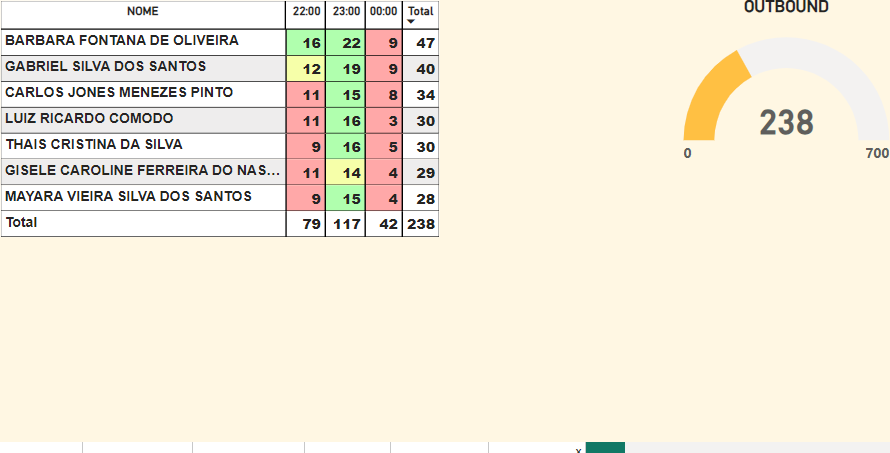 NOME 22:00 23:00 00:00 Total
BARBARA FONTANA DE OLIVEIRA 16 22 9 47
GABRIEL SILVA DOS SANTOS 12 19 9 40
CARLOS JONES MENEZES PINTO 11 15 8 34
LUIZ RICARDO COMODO 11 16 3 30
THAIS CRISTINA DA SILVA 9 16 5 30
GISELE CAROLINE FERREIRA DO NAS... 11 14 4 29
MAYARA VIEIRA SILVA DOS SANTOS 9 15 4 28
Total 79 117 42 238
OUTBOUND
238
0 700
x